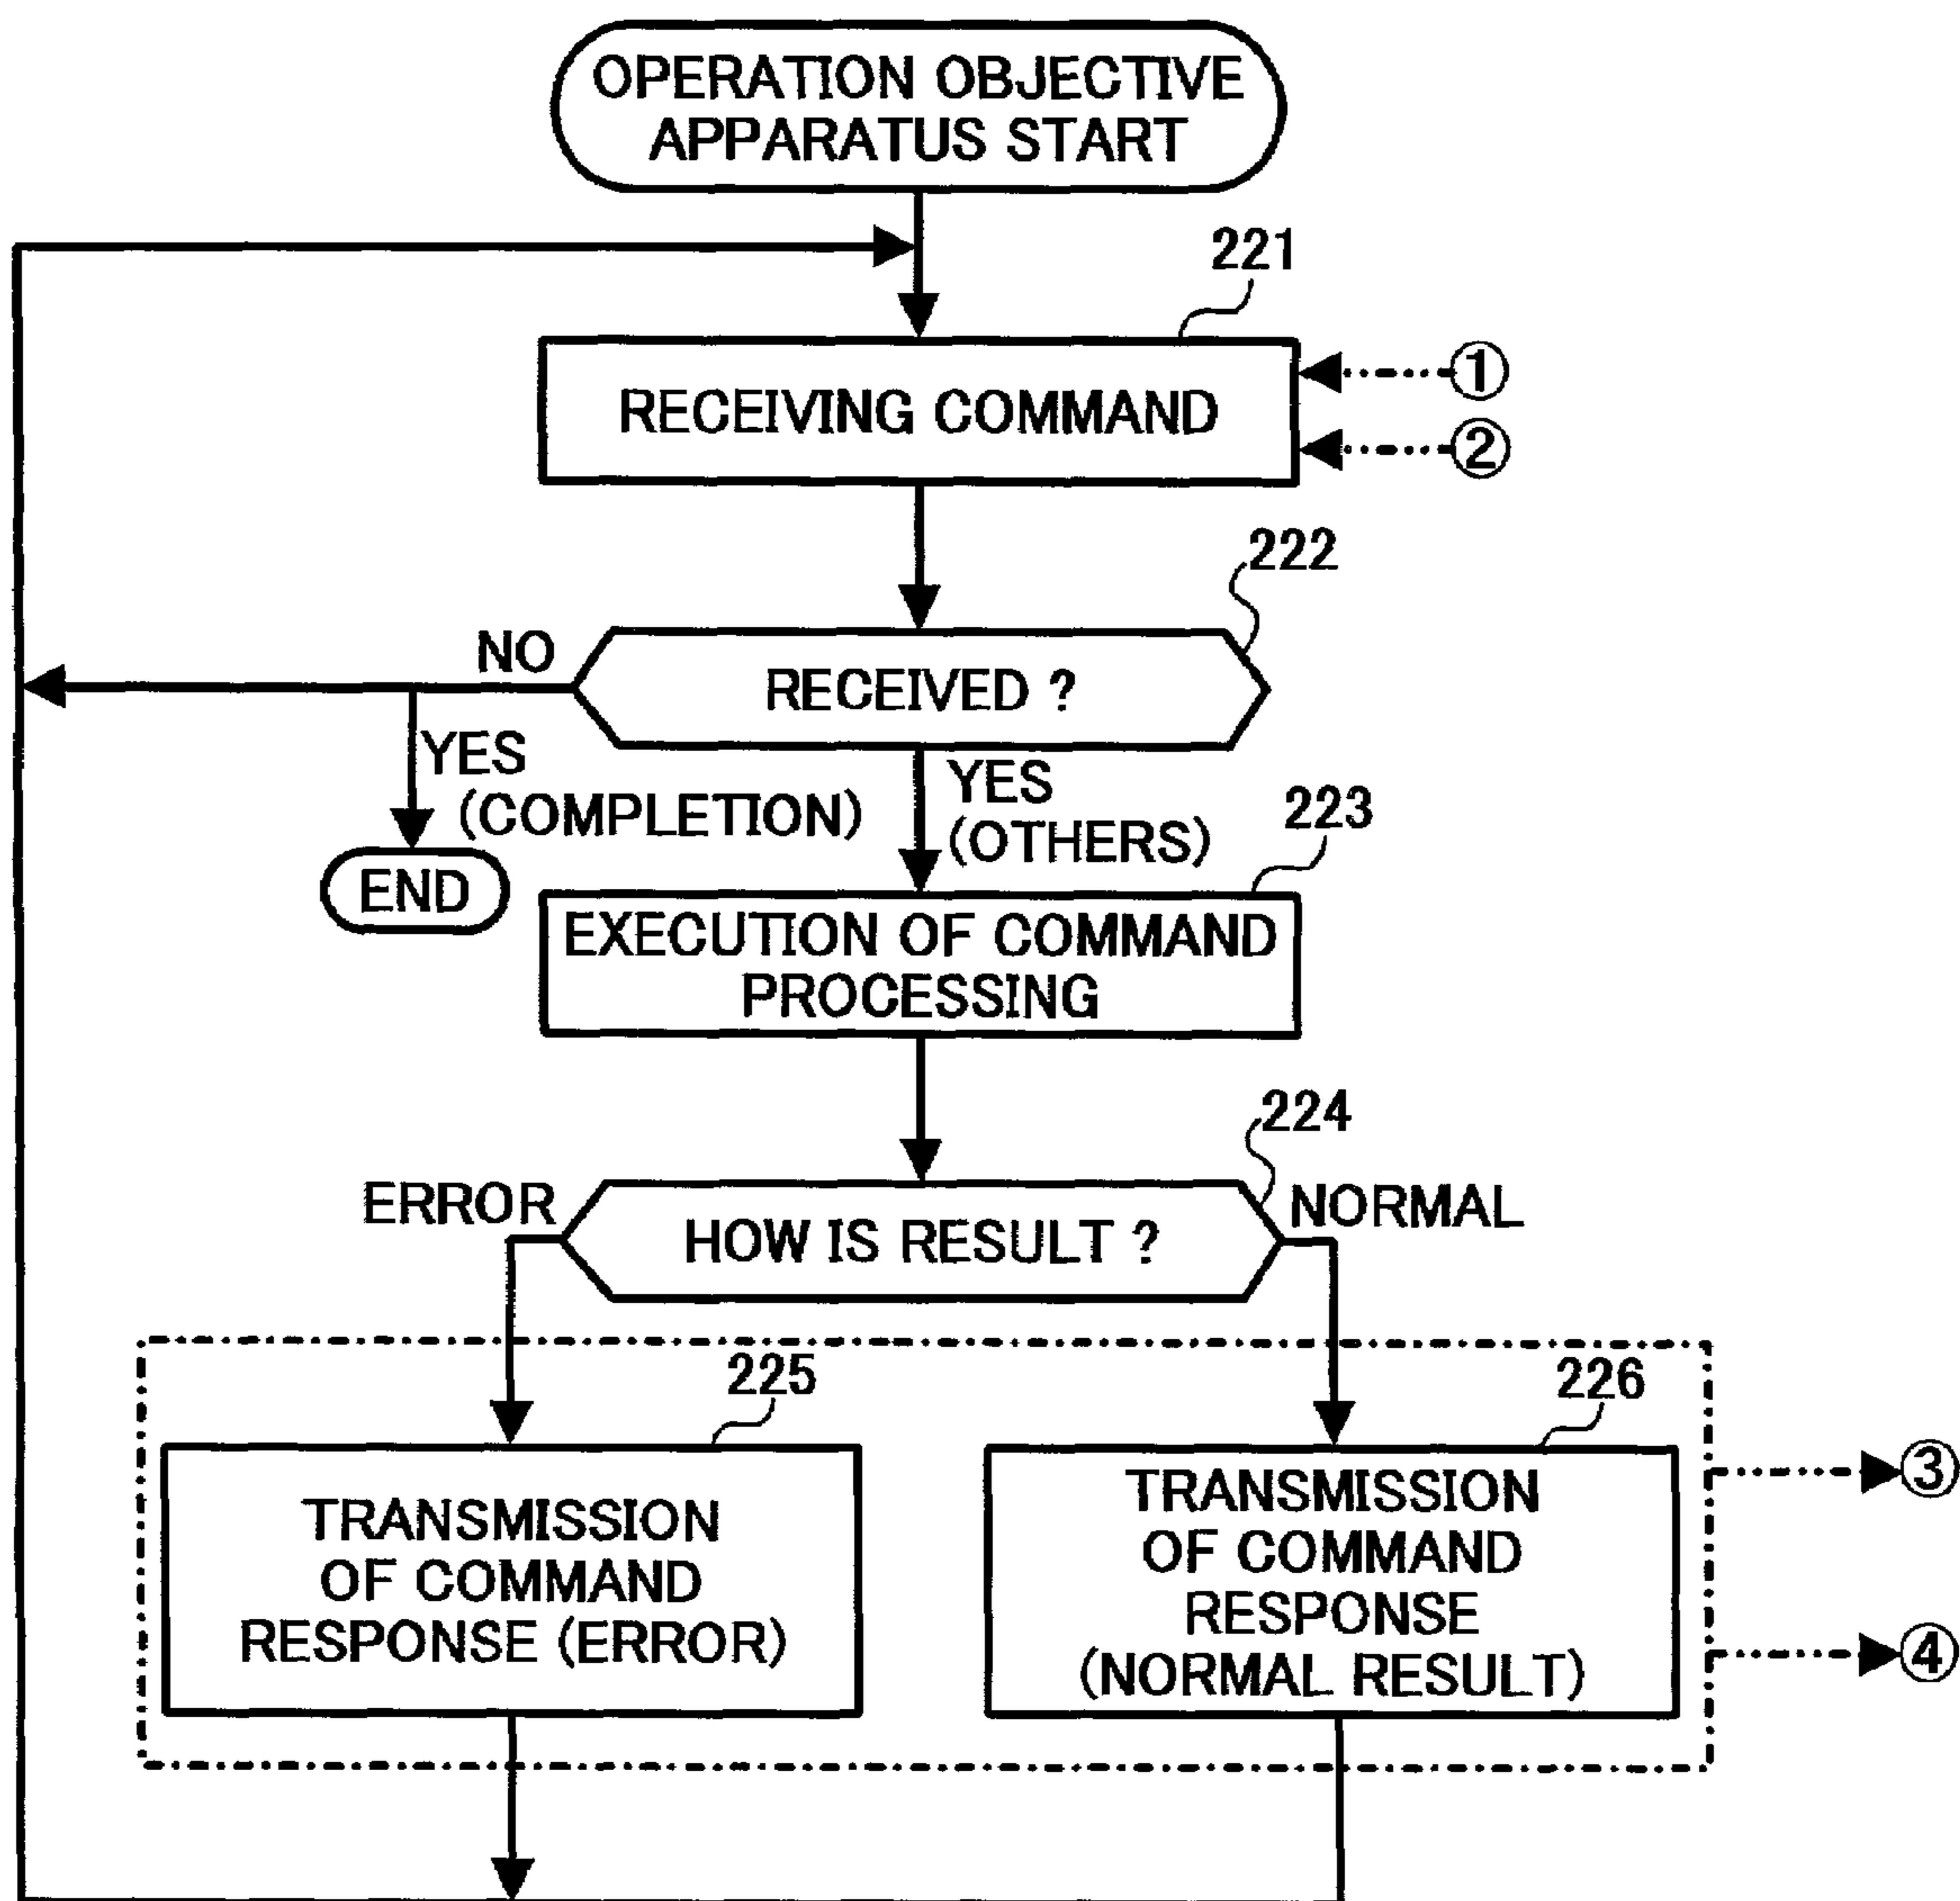 OPERATION OBJECTIVE
APPARATUS START
221
RECEIVING COMMAND
①
②
222
NO
RECEIVED ?
YES
(COMPLETION)
YES
(OTHERS)
223
END
EXECUTION OF COMMAND
PROCESSING
224
ERROR
HOW IS RESULT ?
NORMAL
225
226
TRANSMISSION
OF COMMAND
RESPONSE (ERROR)
TRANSMISSION
OF COMMAND
RESPONSE
(NORMAL RESULT)
③
④